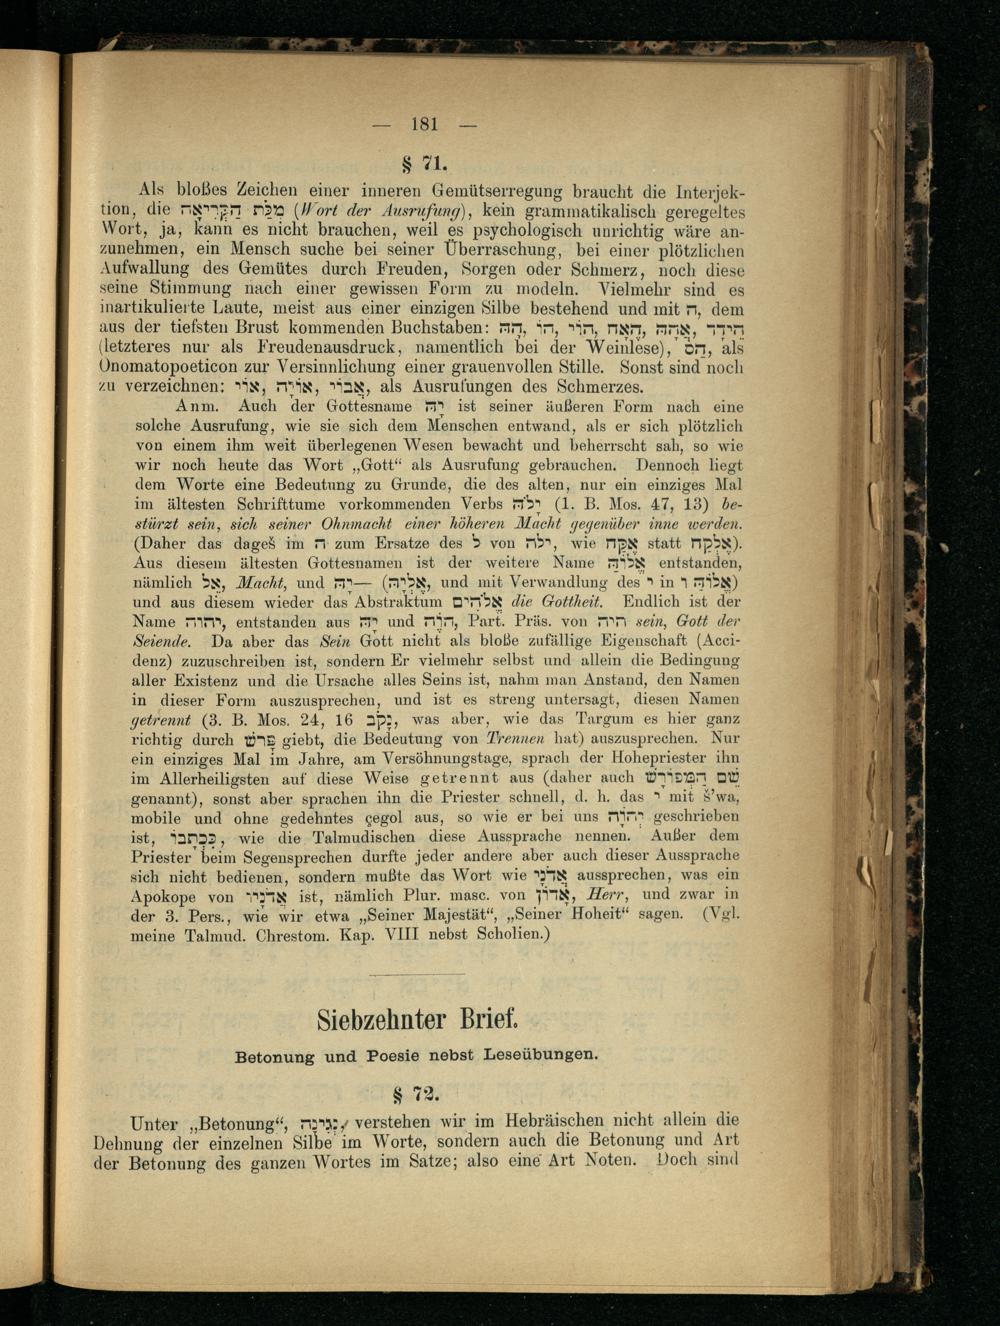 — 181 —
§ 71.
Als bloßes Zeichen einer inneren Gemütserregung braucht die Interjek-
tion, die מִלַּת הַקְּרִיאָה (Wort der Ausrufung), kein grammatikalisch geregeltes
Wort, ja, kann es nicht brauchen, weil es psychologisch unrichtig wäre an-
zunehmen, ein Mensch suche bei seiner Überraschung, bei einer plötzlichen
Aufwallung des Gemütes durch Freuden, Sorgen oder Schmerz, noch diese
seine Stimmung nach einer gewissen Form zu modeln. Vielmehr sind es
inartikulierte Laute, meist aus einer einzigen Silbe bestehend und mit ה, dem
aus der tiefsten Brust kommenden Buchstaben: הָהּ, הוֹ, הוֹי, הֶאָח, אֲהָהּ, הֵידָד
(letzteres nur als Freudenausdruck, namentlich bei der Weinlese), הַס, als
Onomatopoeticon zur Versinnlichung einer grauenvollen Stille. Sonst sind noch
zu verzeichnen: אוֹי, אוֹיָה, אֲבוֹי, als Ausrufungen des Schmerzes.
Anm. Auch der Gottesname יָהּ ist seiner äußeren Form nach eine
solche Ausrufung, wie sie sich dem Menschen entwand, als er sich plötzlich
von einem ihm weit überlegenen Wesen bewacht und beherrscht sah, so wie
wir noch heute das Wort „Gott“ als Ausrufung gebrauchen. Dennoch liegt
dem Worte eine Bedeutung zu Grunde, die des alten, nur ein einziges Mal
im ältesten Schrifttume vorkommenden Verbs יָלֹהּ (1. B. Mos. 47, 13) be-
stürzt sein, sich seiner Ohnmacht einer höheren Macht gegenüber inne werden.
(Daher das dageš im ה zum Ersatze des ל von ילה, wie אֶקַּח statt אֶלְקַח).
Aus diesem ältesten Gottesnamen ist der weitere Name אֱלוֹהַּ entstanden,
nämlich אֵל, Macht, und יָהּ— (אֱלְיָהּ, und mit Verwandlung des י in ו אֱלוֹהַּ)
und aus diesem wieder das Abstraktum אֱלֹהִים die Gottheit. Endlich ist der
Name יהוה, entstanden aus יָהּ und הֹוֶה, Part. Präs. von היה sein, Gott der
Seiende. Da aber das Sein Gott nicht als bloße zufällige Eigenschaft (Acci-
denz) zuzuschreiben ist, sondern Er vielmehr selbst und allein die Bedingung
aller Existenz und die Ursache alles Seins ist, nahm man Anstand, den Namen
in dieser Form auszusprechen, und ist es streng untersagt, diesen Namen
getrennt (3. B. Mos. 24, 16 נָקֹב, was aber, wie das Targum es hier ganz
richtig durch פָּרֵשׁ giebt, die Bedeutung von Trennen hat) auszusprechen. Nur
ein einziges Mal im Jahre, am Versöhnungstage, sprach der Hohepriester ihn
im Allerheiligsten auf diese Weise getrennt aus (daher auch שֵׁם הַמְּפוֹרָשׁ
genannt), sonst aber sprachen ihn die Priester schnell, d. h. das י mit š’wa,
mobile und ohne gedehntes çegol aus, so wie er bei uns יְהוָֹה geschrieben
ist, כִּכְתָבוֹ, wie die Talmudischen diese Aussprache nennen. Außer dem
Priester beim Segensprechen durfte jeder andere aber auch dieser Aussprache
sich nicht bedienen, sondern mußte das Wort wie אֲדֹנָי aussprechen, was ein
Apokope von אֲדֹנָיו ist, nämlich Plur. masc. von אָדוֹן, Herr, und zwar in
der 3. Pers., wie wir etwa „Seiner Majestät“, „Seiner Hoheit“ sagen. (Vgl.
meine Talmud. Chrestom. Kap. VIII nebst Scholien.)
Siebzehnter Brief.
Betonung und Poesie nebst Leseübungen.
§ 72.
Unter „Betonung“, נְגִינָה, verstehen wir im Hebräischen nicht allein die
Dehnung der einzelnen Silbe im Worte, sondern auch die Betonung und Art
der Betonung des ganzen Wortes im Satze; also eine Art Noten. Doch sind